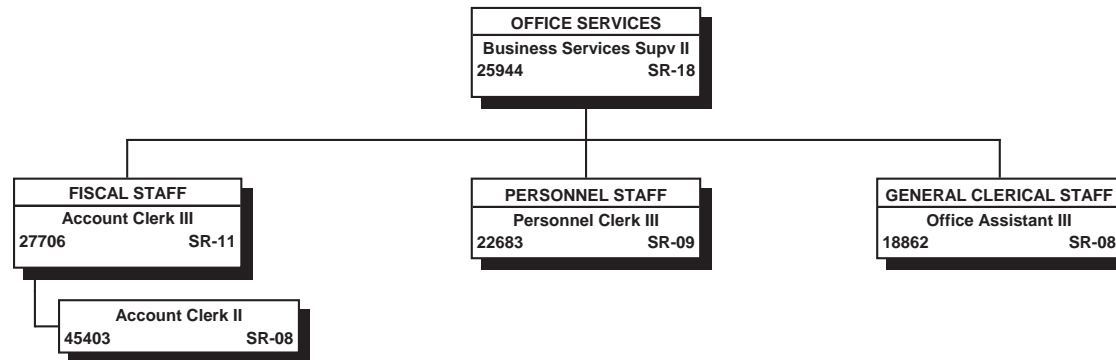 OFFICE SERVICES
Business Services Supv II
25944 SR-18
FISCAL STAFF
Account Clerk III
27706 SR-11
Account Clerk II
45403 SR-08
PERSONNEL STAFF
Personnel Clerk III
22683 SR-09
GENERAL CLERICAL STAFF
Office Assistant III
18862 SR-08